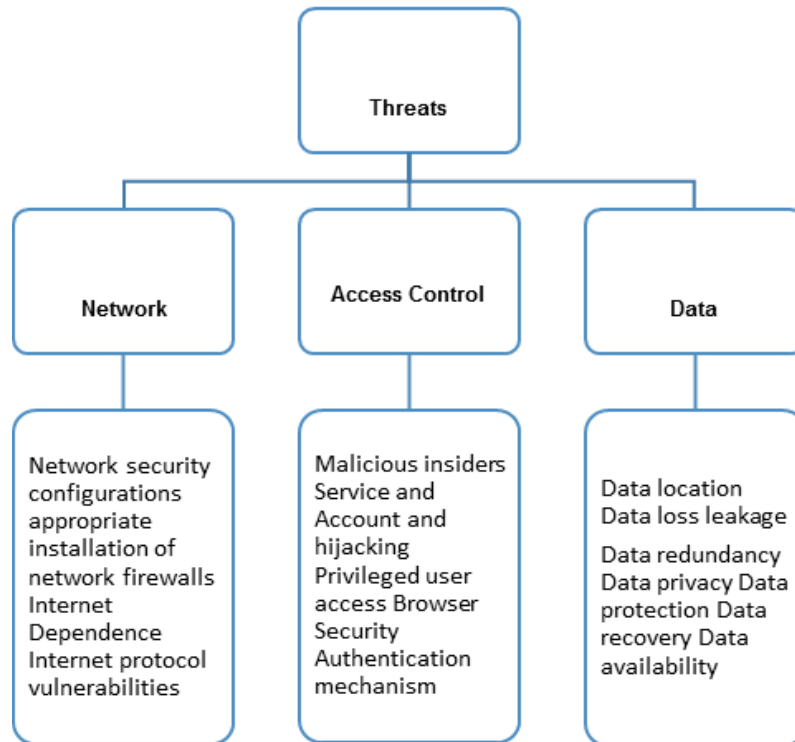 Threats
Network
Access Control
Data
Network security
configurations
appropriate
installation of
network firewalls
Internet
Dependence
Internet protocol
vulnerabilities
Malicious insiders
Service and
Account and
hijacking
Privileged user
access Browser
Security
Authentication
mechanism
Data location
Data loss leakage
Data redundancy
Data privacy Data
protection Data
recovery Data
availability